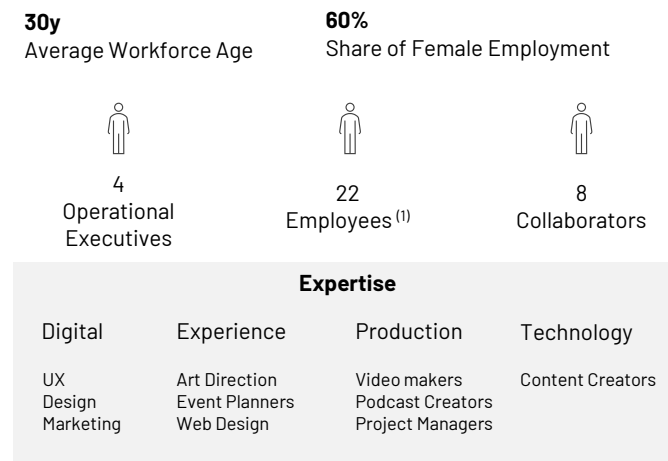 30y
Average Workforce Age
60%
Share of Female Employment
4
Operational
Executives
22
Employees (1)
8
Collaborators
Expertise
Digital
UX
Design
Marketing
Experience
Art Direction
Event Planners
Web Design
Production
Video makers
Podcast Creators
Project Managers
Technology
Content Creators